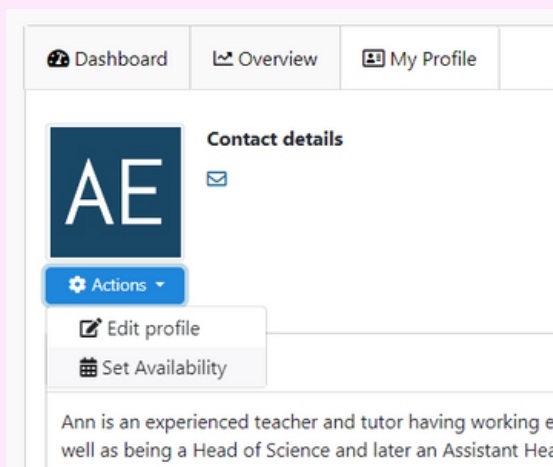 Dashboard Overview My Profile
Contact details
AE
Actions
Edit profile
Set Availability
Ann is an experienced teacher and tutor having working
well as being a Head of Science and later an Assistant